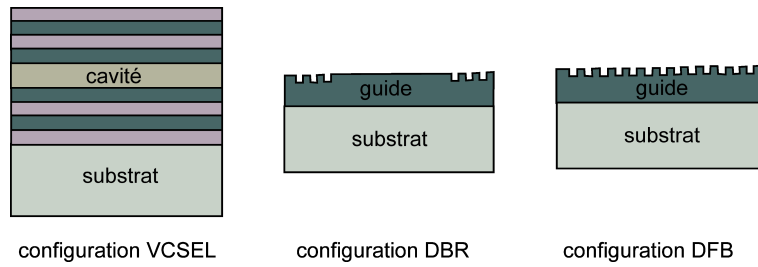 cavité
substrat
configuration VCSEL
guide
substrat
configuration DBR
guide
substrat
configuration DFB